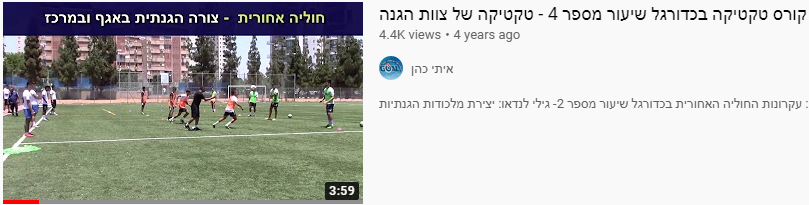 חוליה אחורית - צורה הגנתית באגף ובמרכז
3:59
קורס טקטיקה בכדורגל שיעור מספר 4 - טקטיקה של צוות הגנה
4.4K views • 4 years ago
איתי כהן
: עקרונות החוליה האחורית בכדורגל שיעור מספר 2- גילי לנדאו: יצירת מלכודות הגנתיות